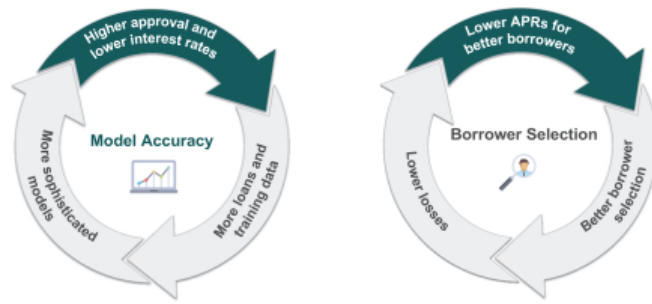 Higher approval and
lower interest rates
Model Accuracy
More loans and
training data
More sophisticated
models
Lower APRs for
better borrowers
Borrower Selection
Better borrower
selection
Lower losses